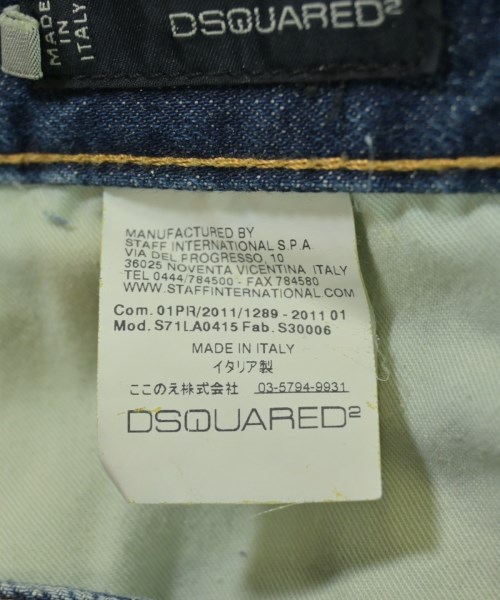 MADE
IN
ITALY
DSQUARED2
MANUFACTURED BY
STAFF INTERNATIONAL S.P.A
VIA DEL PROGRESSO, 10
36025 NOVENTA VICENTINA ITALY
TEL 0444/784500 - FAX 784580
WWW.STAFFINTERNATIONAL.COM
Com. 01PR/2011/1289 - 2011 01
Mod. S71LA0415 Fab. S30006
MADE IN ITALY
イタリア製
ここのえ株式会社 03-5794-9931
DSQUARED2